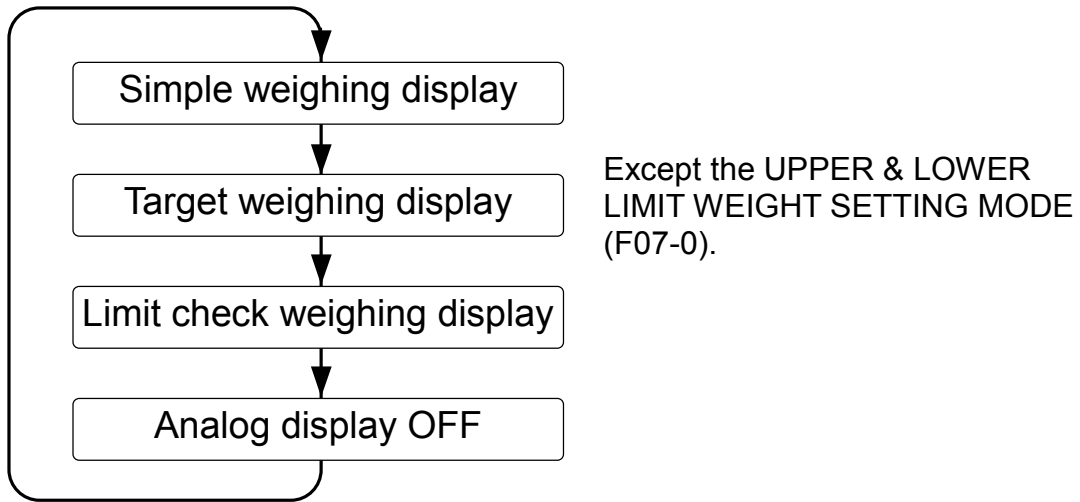 Simple weighing display
Target weighing display
Except the UPPER & LOWER
LIMIT WEIGHT SETTING MODE
(F07-0).
Limit check weighing display
Analog display OFF